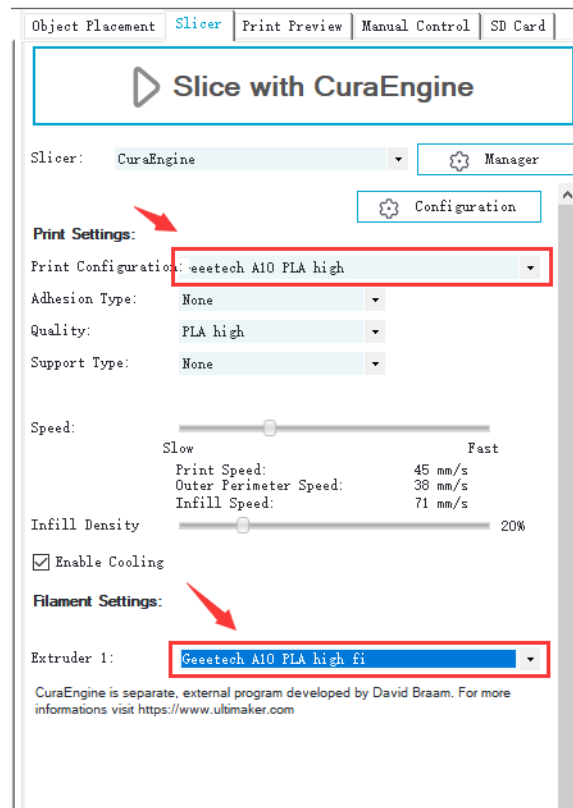 Object Placement Slicer Print Preview Manual Control SD Card
Slice with CuraEngine
Slicer: CuraEngine Manager
Configuration
Print Settings:
Print Configuration: eeetech A10 PLA high
Adhesion Type: None
Quality: PLA high
Support Type: None
Speed:
Slow Fast
Print Speed: 45 mm/s
Outer Perimeter Speed: 38 mm/s
Infill Speed: 71 mm/s
Infill Density 20%
Enable Cooling
Filament Settings:
Extruder 1: Geeetech A10 PLA high fi
CuraEngine is separate, external program developed by David Braam. For more
informations visit https://www.ultimaker.com